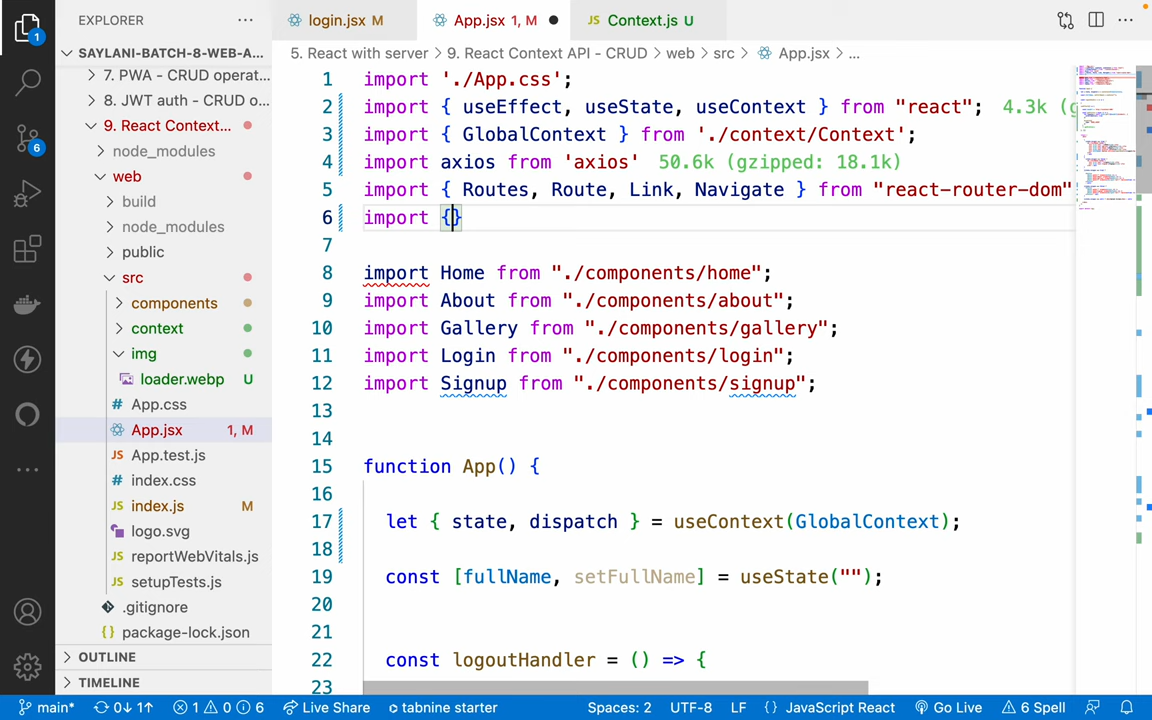 EXPLORER
login.jsx M
App.jsx 1, M
JS Context.js U
SAYLANI-BATCH-8-WEB-A...
5. React with server > 9. React Context API - CRUD > web > src > App.jsx > ...
7. PWA - CRUD operat...
8. JWT auth - CRUD o...
9. React Context...
node_modules
web
build
node_modules
public
src
components
context
img
loader.webp U
# App.css
App.jsx 1, M
JS App.test.js
# index.css
JS index.js M
logo.svg
JS reportWebVitals.js
JS setupTests.js
.gitignore
{} package-lock.json
OUTLINE
TIMELINE
1
6
1 import './App.css';
2 import { useEffect, useState, useContext } from "react"; 4.3k (g
3 import { GlobalContext } from './context/Context';
4 import axios from 'axios' 50.6k (gzipped: 18.1k)
5 import { Routes, Route, Link, Navigate } from "react-router-dom"
6 import {}
7
8 import Home from "./components/home";
9 import About from "./components/about";
10 import Gallery from "./components/gallery";
11 import Login from "./components/login";
12 import Signup from "./components/signup";
13
14
15 function App() {
16
17 let { state, dispatch } = useContext(GlobalContext);
18
19 const [fullName, setFullName] = useState("");
20
21
22 const logoutHandler = () => {
23
main* 0↓ 1↑ 1 0 6 Live Share tabnine starter Spaces: 2 UTF-8 LF {} JavaScript React Go Live 6 Spell